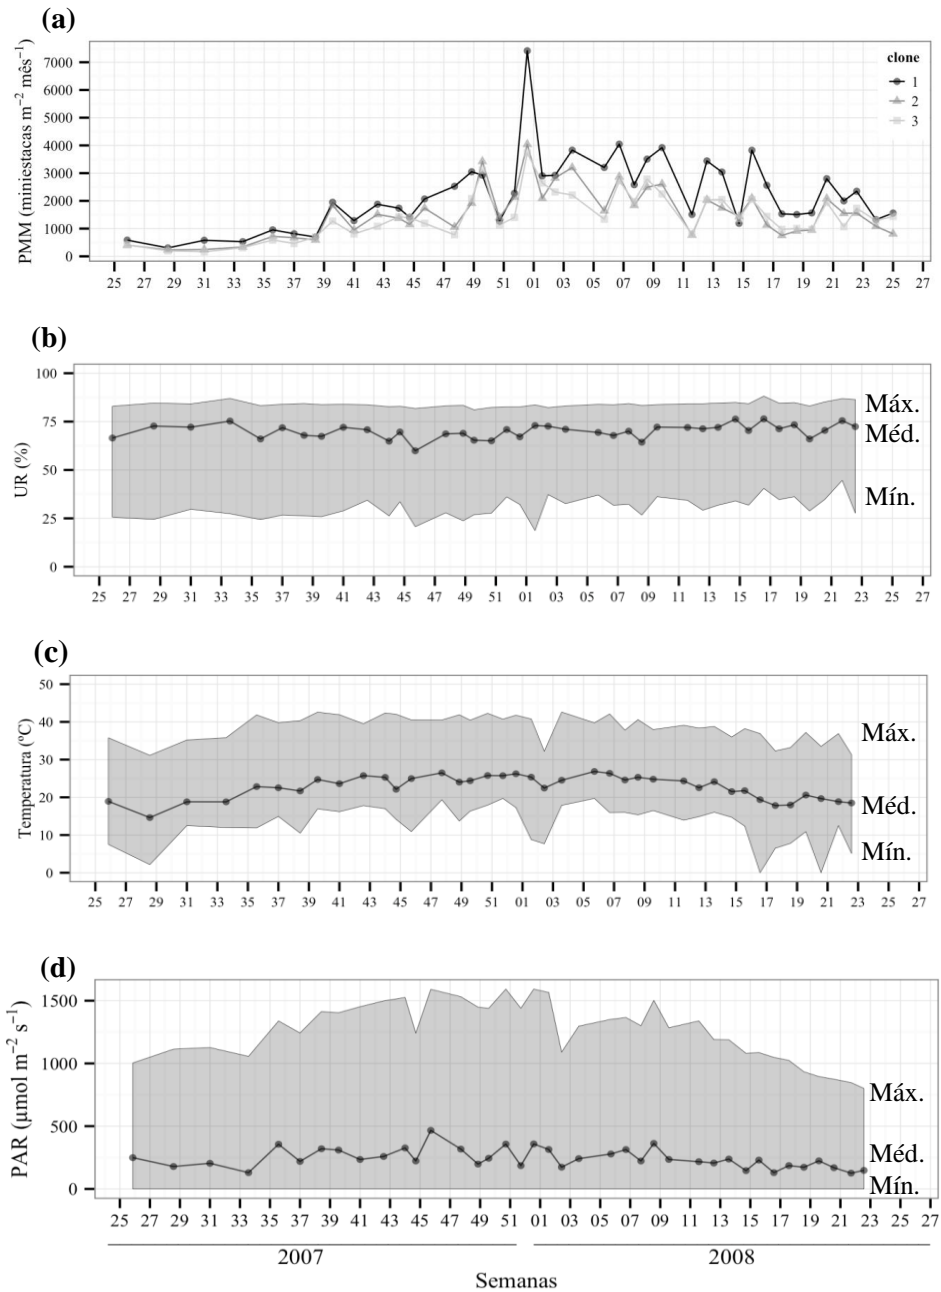 (a)
PMM (miniestacas m⁻² mês⁻¹)
7000
6000
5000
4000
3000
2000
1000
0
clone
1
2
3
25 27 29 31 33 35 37 39 41 43 45 47 49 51 01 03 05 07 09 11 13 15 17 19 21 23 25 27
(b)
UR (%)
100
75
50
25
0
Máx.
Méd.
Mín.
25 27 29 31 33 35 37 39 41 43 45 47 49 51 01 03 05 07 09 11 13 15 17 19 21 23 25 27
(c)
Temperatura (ºC)
50
40
30
20
10
0
Máx.
Méd.
Mín.
25 27 29 31 33 35 37 39 41 43 45 47 49 51 01 03 05 07 09 11 13 15 17 19 21 23 25 27
(d)
PAR (µmol m⁻² s⁻¹)
1500
1000
500
0
Máx.
Méd.
Mín.
25 27 29 31 33 35 37 39 41 43 45 47 49 51 01 03 05 07 09 11 13 15 17 19 21 23 25 27
2007 2008
Semanas